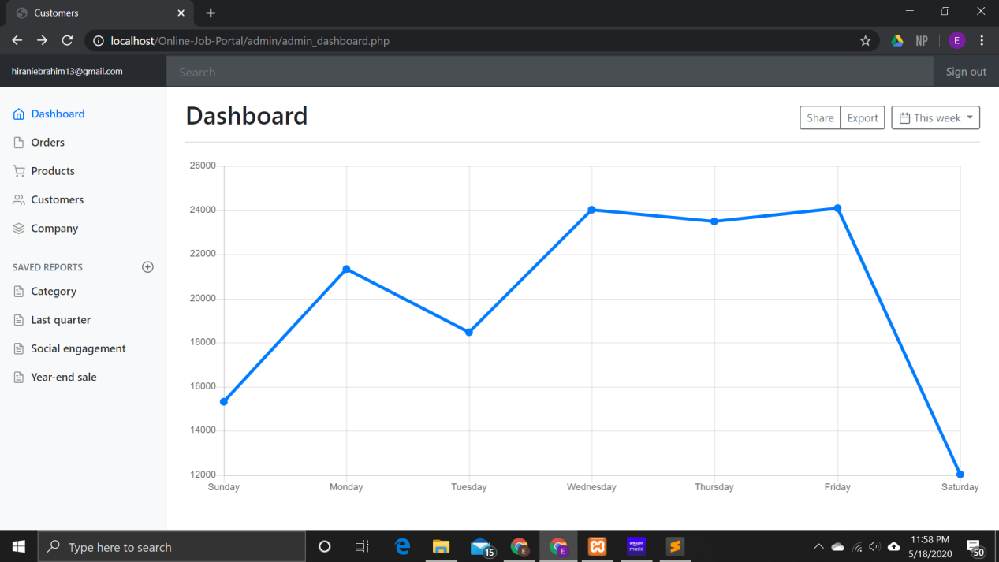 Customers
localhost/Online-Job-Portal/admin/admin_dashboard.php
NP
E
hiraniebrahim13@gmail.com
Search
Sign out
Dashboard
Orders
Products
Customers
Company
SAVED REPORTS
Category
Last quarter
Social engagement
Year-end sale
Dashboard
Share
Export
This week
26000
24000
22000
20000
18000
16000
14000
12000
Sunday
Monday
Tuesday
Wednesday
Thursday
Friday
Saturday
Type here to search
15
E
E
amazon music
11:58 PM
5/18/2020
50